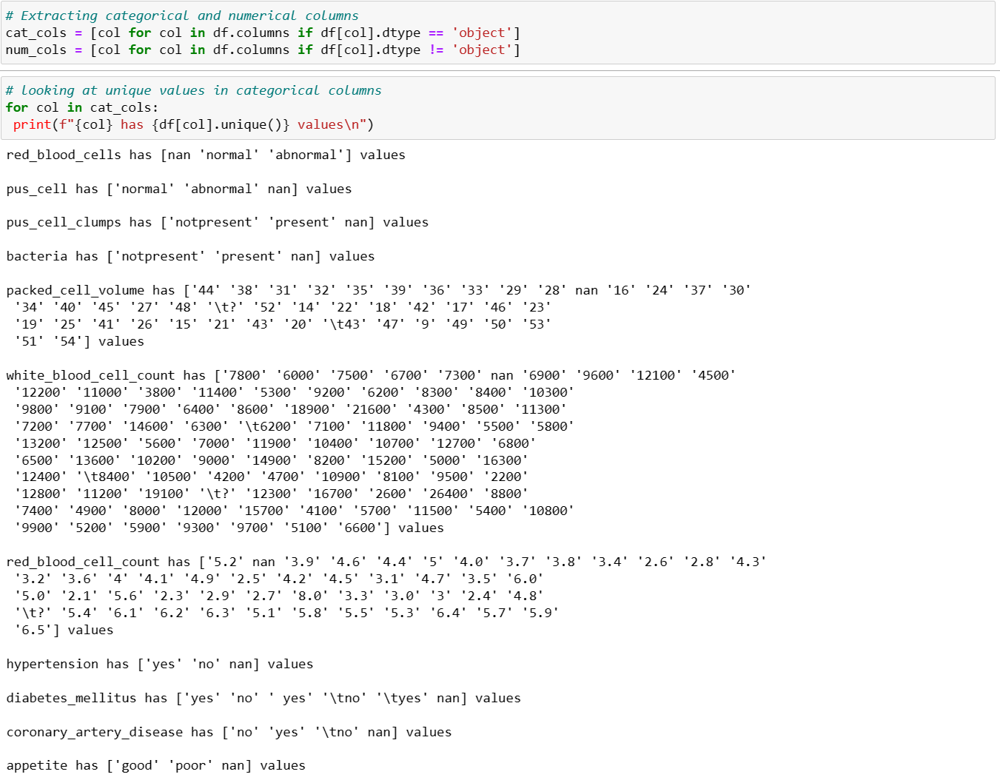 # Extracting categorical and numerical columns
cat_cols = [col for col in df.columns if df[col].dtype == 'object']
num_cols = [col for col in df.columns if df[col].dtype != 'object']
# looking at unique values in categorical columns
for col in cat_cols:
 print(f"{col} has {df[col].unique()} values\n")
red_blood_cells has [nan 'normal' 'abnormal'] values
pus_cell has ['normal' 'abnormal' nan] values
pus_cell_clumps has ['notpresent' 'present' nan] values
bacteria has ['notpresent' 'present' nan] values
packed_cell_volume has ['44' '38' '31' '32' '35' '39' '36' '33' '29' '28' nan '16' '24' '37' '30'
 '34' '40' '45' '27' '48' '\t?' '52' '14' '22' '18' '42' '17' '46' '23'
 '19' '25' '41' '26' '15' '21' '43' '20' '\t43' '47' '9' '49' '50' '53'
 '51' '54'] values
white_blood_cell_count has ['7800' '6000' '7500' '6700' '7300' nan '6900' '9600' '12100' '4500'
 '12200' '11000' '3800' '11400' '5300' '9200' '6200' '8300' '8400' '10300'
 '9800' '9100' '7900' '6400' '8600' '18900' '21600' '4300' '8500' '11300'
 '7200' '7700' '14600' '6300' '\t6200' '7100' '11800' '9400' '5500' '5800'
 '13200' '12500' '5600' '7000' '11900' '10400' '10700' '12700' '6800'
 '6500' '13600' '10200' '9000' '14900' '8200' '15200' '5000' '16300'
 '12400' '\t8400' '10500' '4200' '4700' '10900' '8100' '9500' '2200'
 '12800' '11200' '19100' '\t?' '12300' '16700' '2600' '26400' '8800'
 '7400' '4900' '8000' '12000' '15700' '4100' '5700' '11500' '5400' '10800'
 '9900' '5200' '5900' '9300' '9700' '5100' '6600'] values
red_blood_cell_count has ['5.2' nan '3.9' '4.6' '4.4' '5' '4.0' '3.7' '3.8' '3.4' '2.6' '2.8' '4.3'
 '3.2' '3.6' '4' '4.1' '4.9' '2.5' '4.2' '4.5' '3.1' '4.7' '3.5' '6.0'
 '5.0' '2.1' '5.6' '2.3' '2.9' '2.7' '8.0' '3.3' '3.0' '3' '2.4' '4.8'
 '\t?' '5.4' '6.1' '6.2' '6.3' '5.1' '5.8' '5.5' '5.3' '6.4' '5.7' '5.9'
 '6.5'] values
hypertension has ['yes' 'no' nan] values
diabetes_mellitus has ['yes' 'no' ' yes' '\tno' '\tyes' nan] values
coronary_artery_disease has ['no' 'yes' '\tno' nan] values
appetite has ['good' 'poor' nan] values